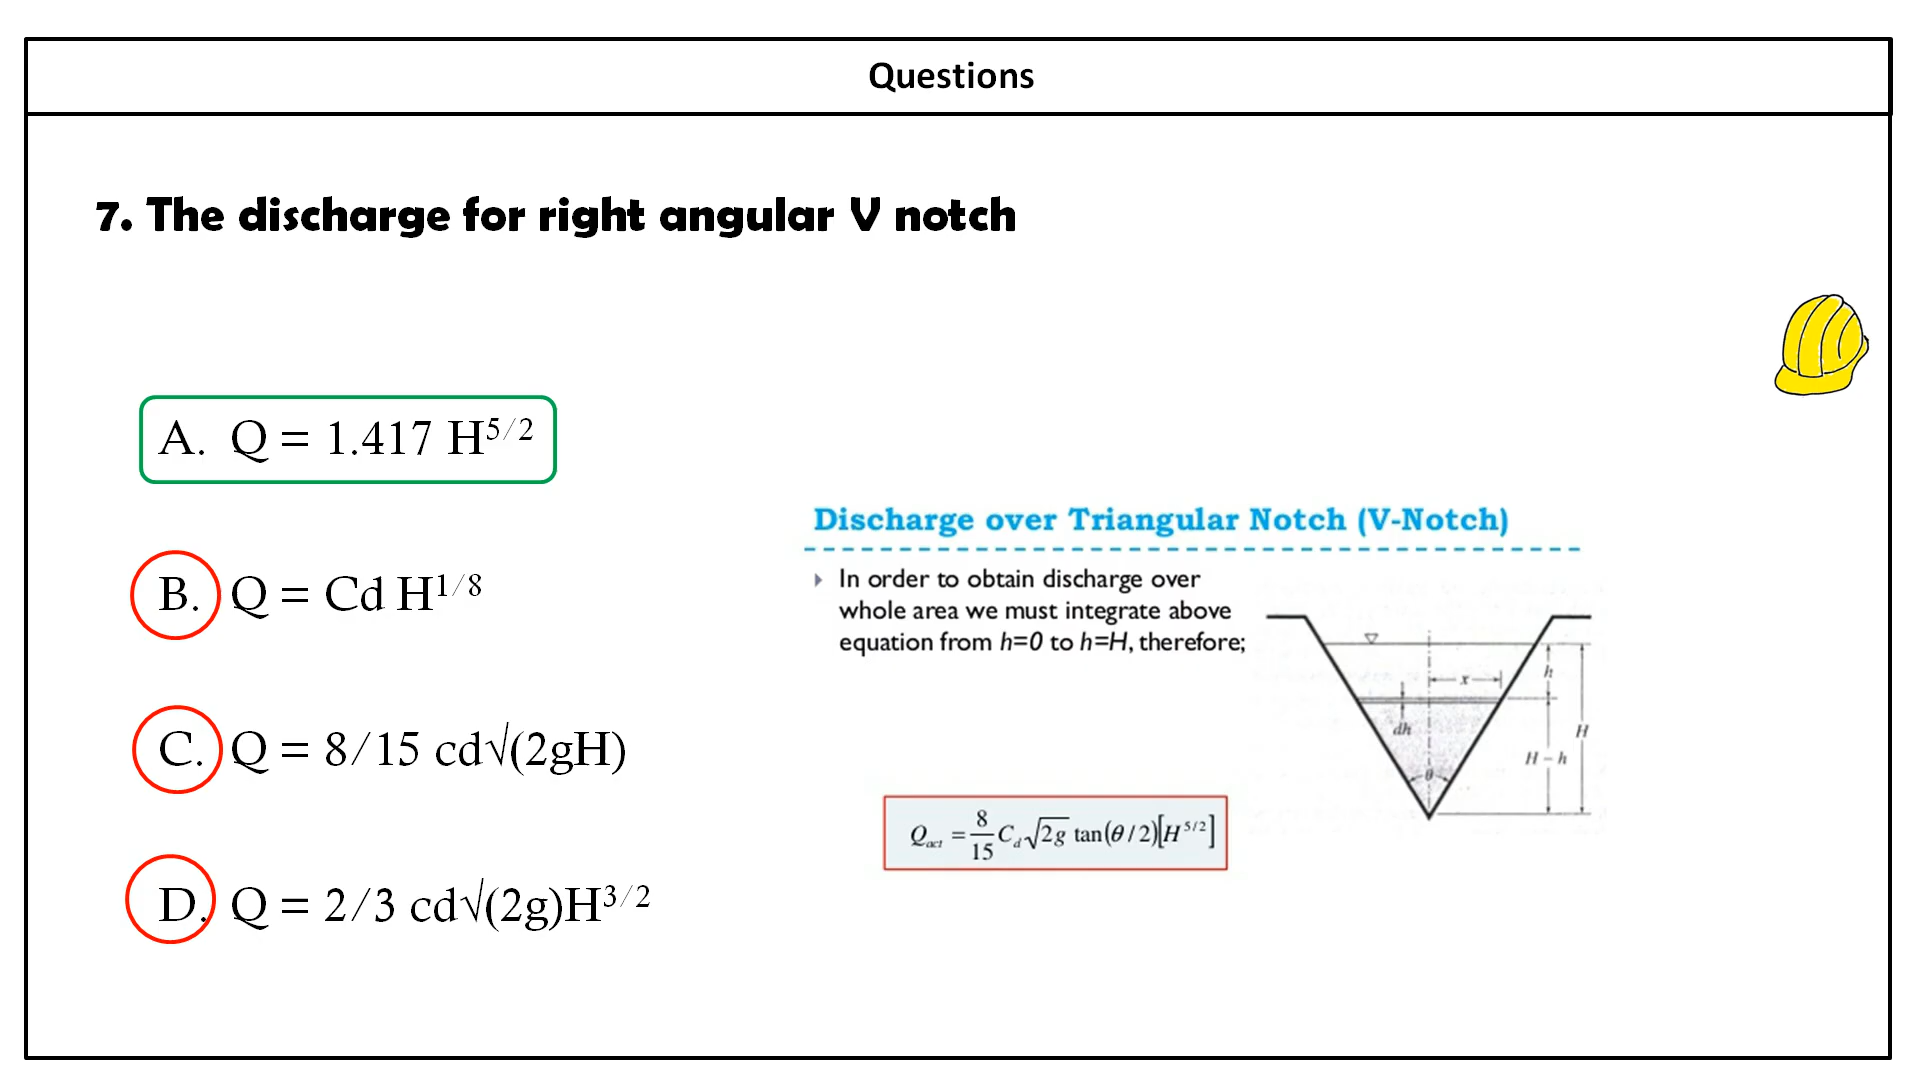 Questions
7. The discharge for right angular V notch
A. Q = 1.417 H⁵/²
B. Q = Cd H¹/⁸
C. Q = 8/15 cd√(2gH)
D. Q = 2/3 cd√(2g)H³/²
Discharge over Triangular Notch (V-Notch)
In order to obtain discharge over
whole area we must integrate above
equation from h=0 to h=H, therefore;
Qact = 8/15 Cd √2g tan(θ/2)[H⁵/²]
x
h
dh
H
H – h
θ